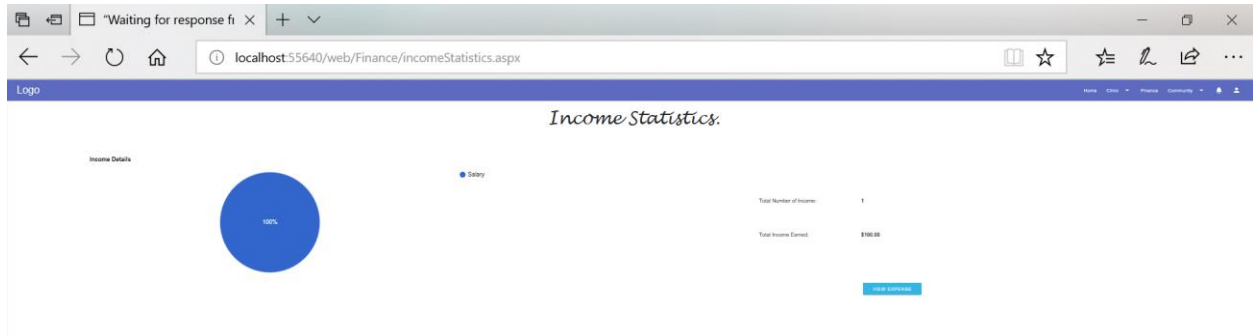 "Waiting for response fr
localhost:55640/web/Finance/incomeStatistics.aspx
Logo
Home Clinic Finance Community
Income Statistics.
Income Details
Salary
100%
Total Number of Income: 1
Total Income Earned: $100.00
VIEW EXPENSE